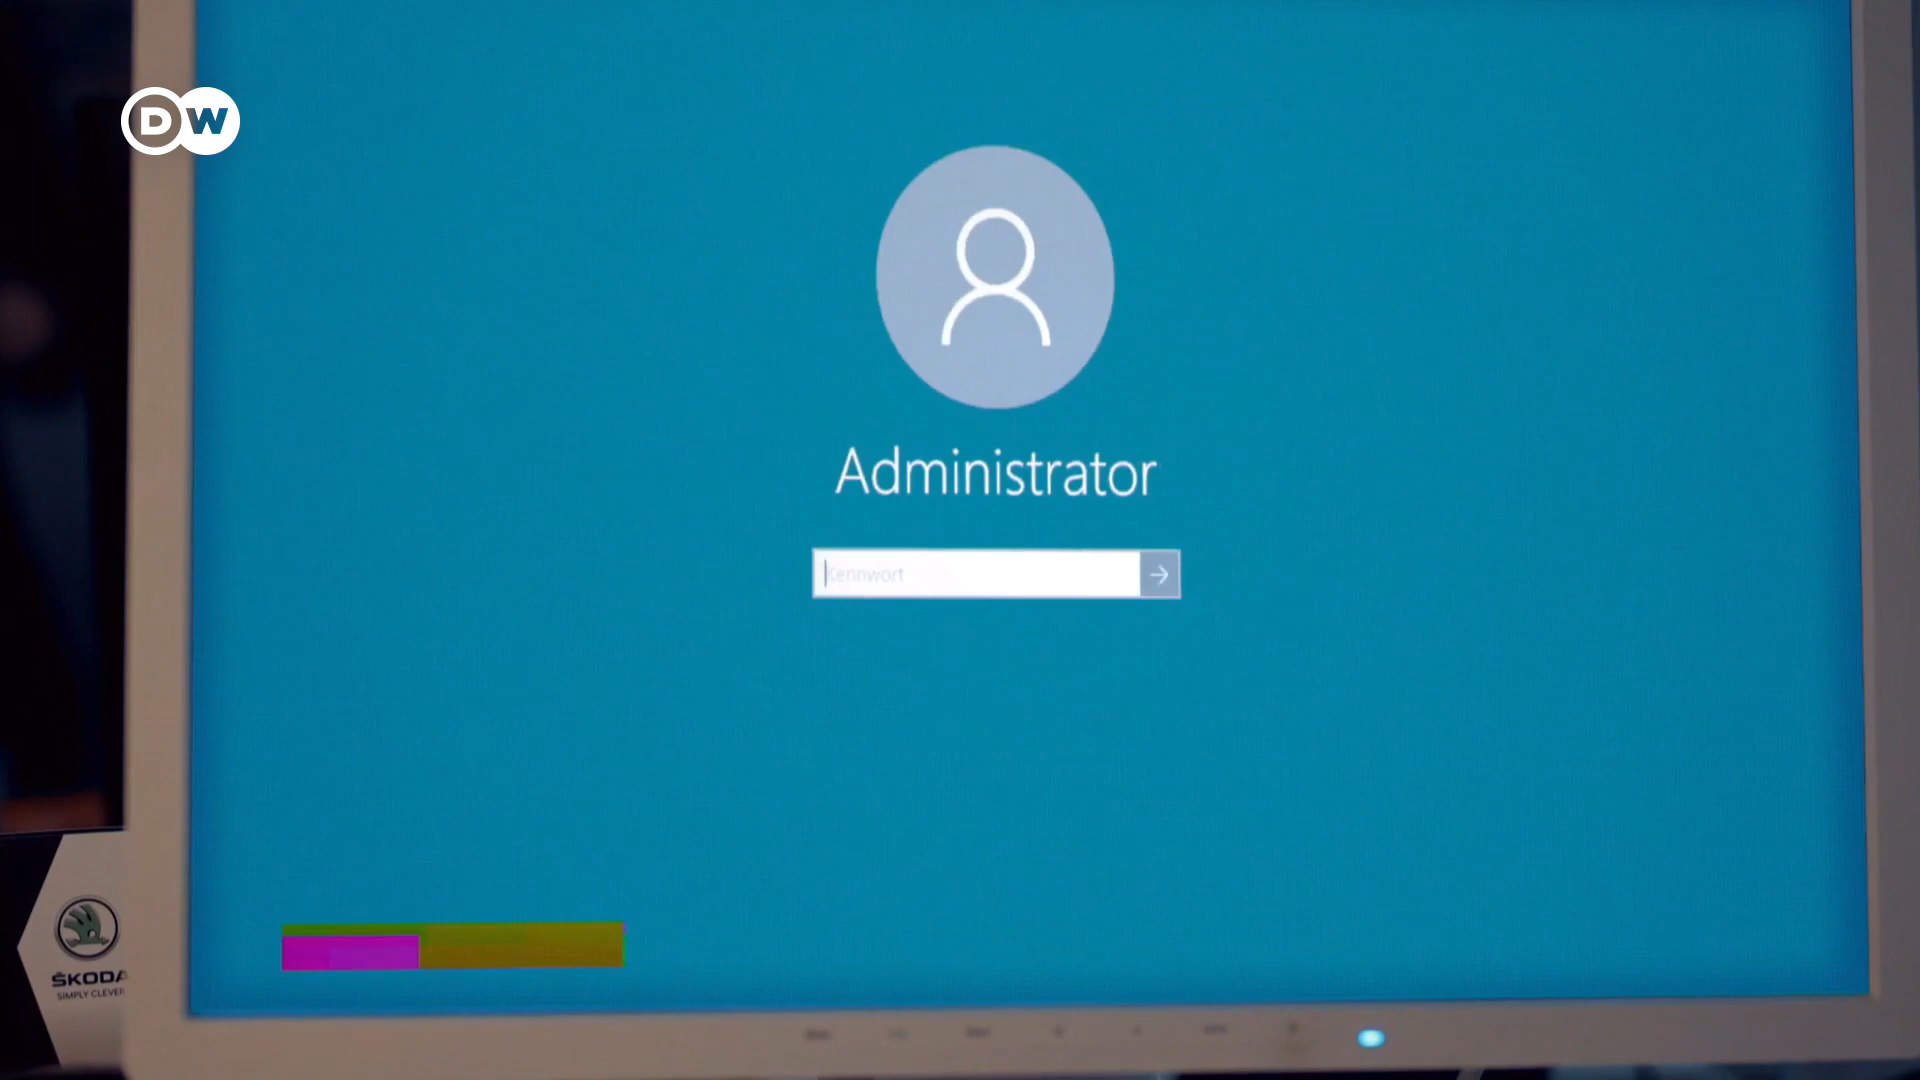 DW
Administrator
Kennwort
ŠKODA
SIMPLY CLEVER